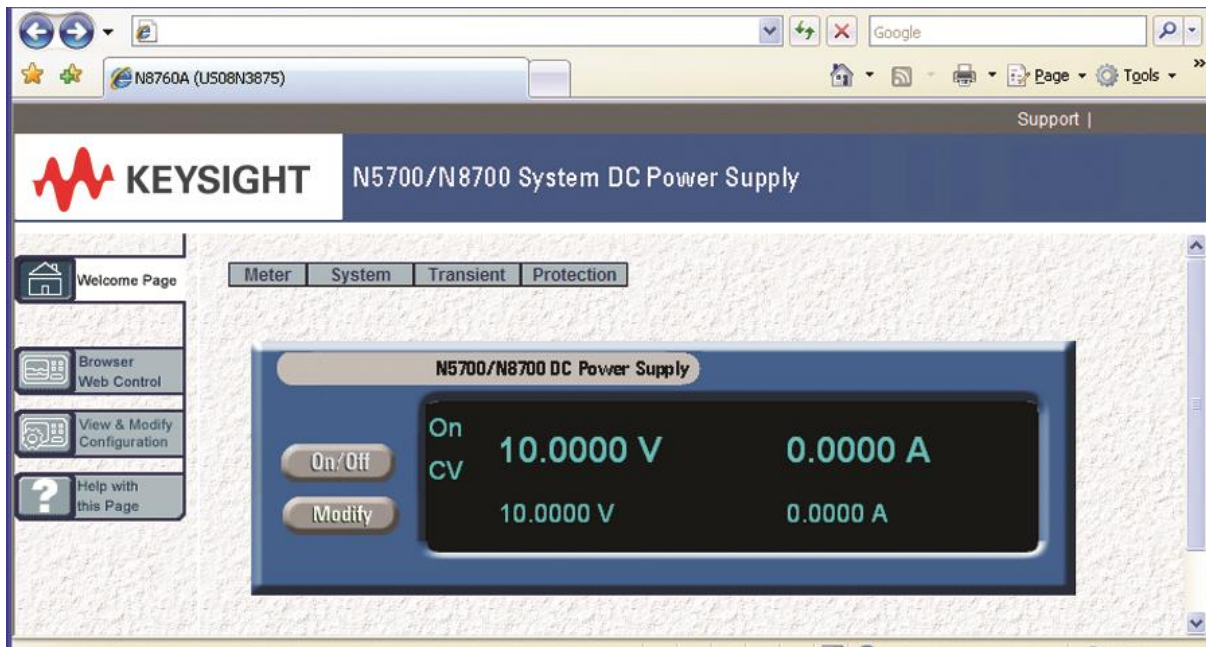 Google
N8760A (US08N3875)
Page
Tools
Support |
KEYSIGHT
N5700/N8700 System DC Power Supply
Welcome Page
Meter
System
Transient
Protection
Browser
Web Control
View & Modify
Configuration
Help with
this Page
N5700/N8700 DC Power Supply
On/Off
Modify
On
CV
10.0000 V
0.0000 A
10.0000 V
0.0000 A